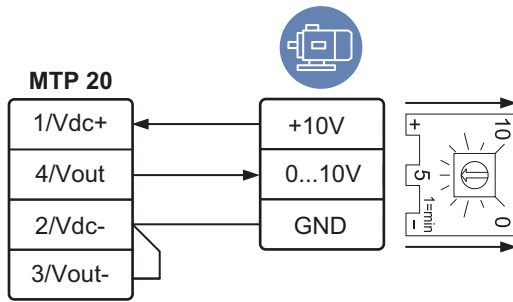 MTP 20
1/Vdc+
4/Vout
2/Vdc-
3/Vout-
+10V
0...10V
GND
+
5
-
1=min
10
0